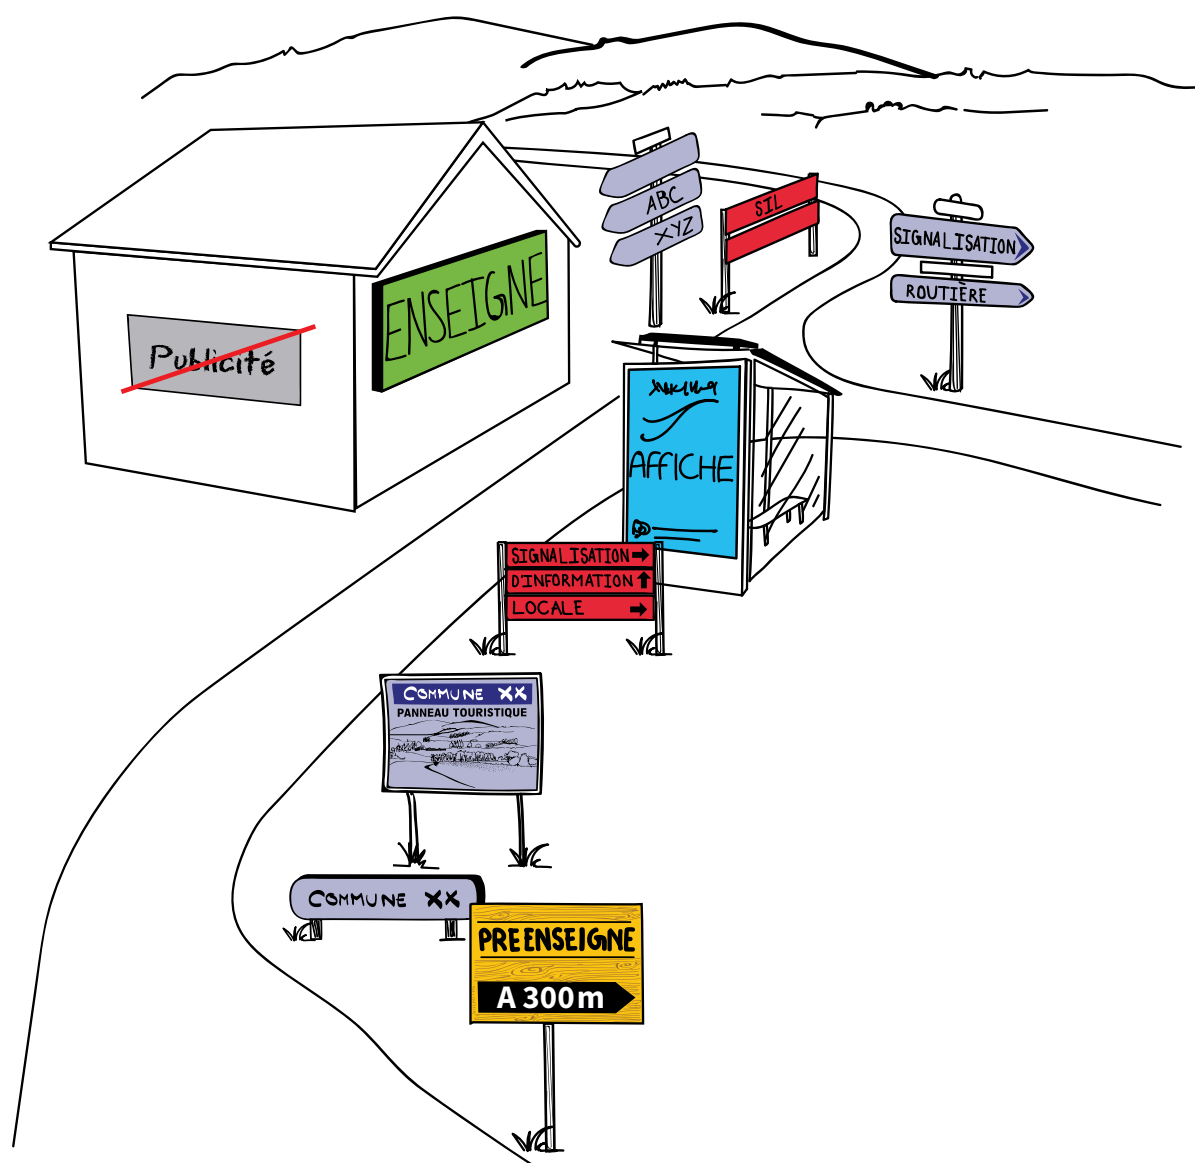 ABC
XYZ
SIL
SIGNALISATION
ROUTIÈRE
ENSEIGNE
Publicité
AFFICHE
SIGNALISATION
D'INFORMATION
LOCALE
COMMUNE XX
PANNEAU TOURISTIQUE
COMMUNE XX
PREENSEIGNE
A 300m